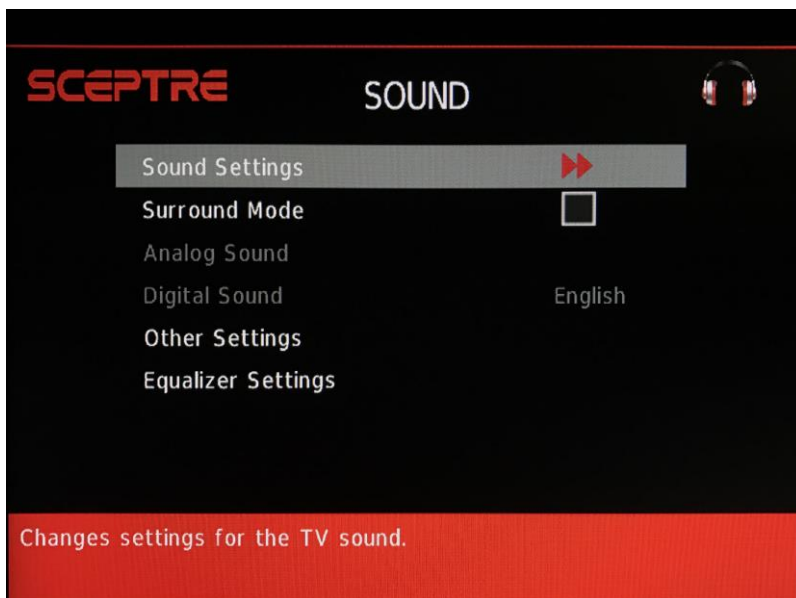 SCEPTRE
SOUND
Sound Settings
Surround Mode
Analog Sound
Digital Sound English
Other Settings
Equalizer Settings
Changes settings for the TV sound.